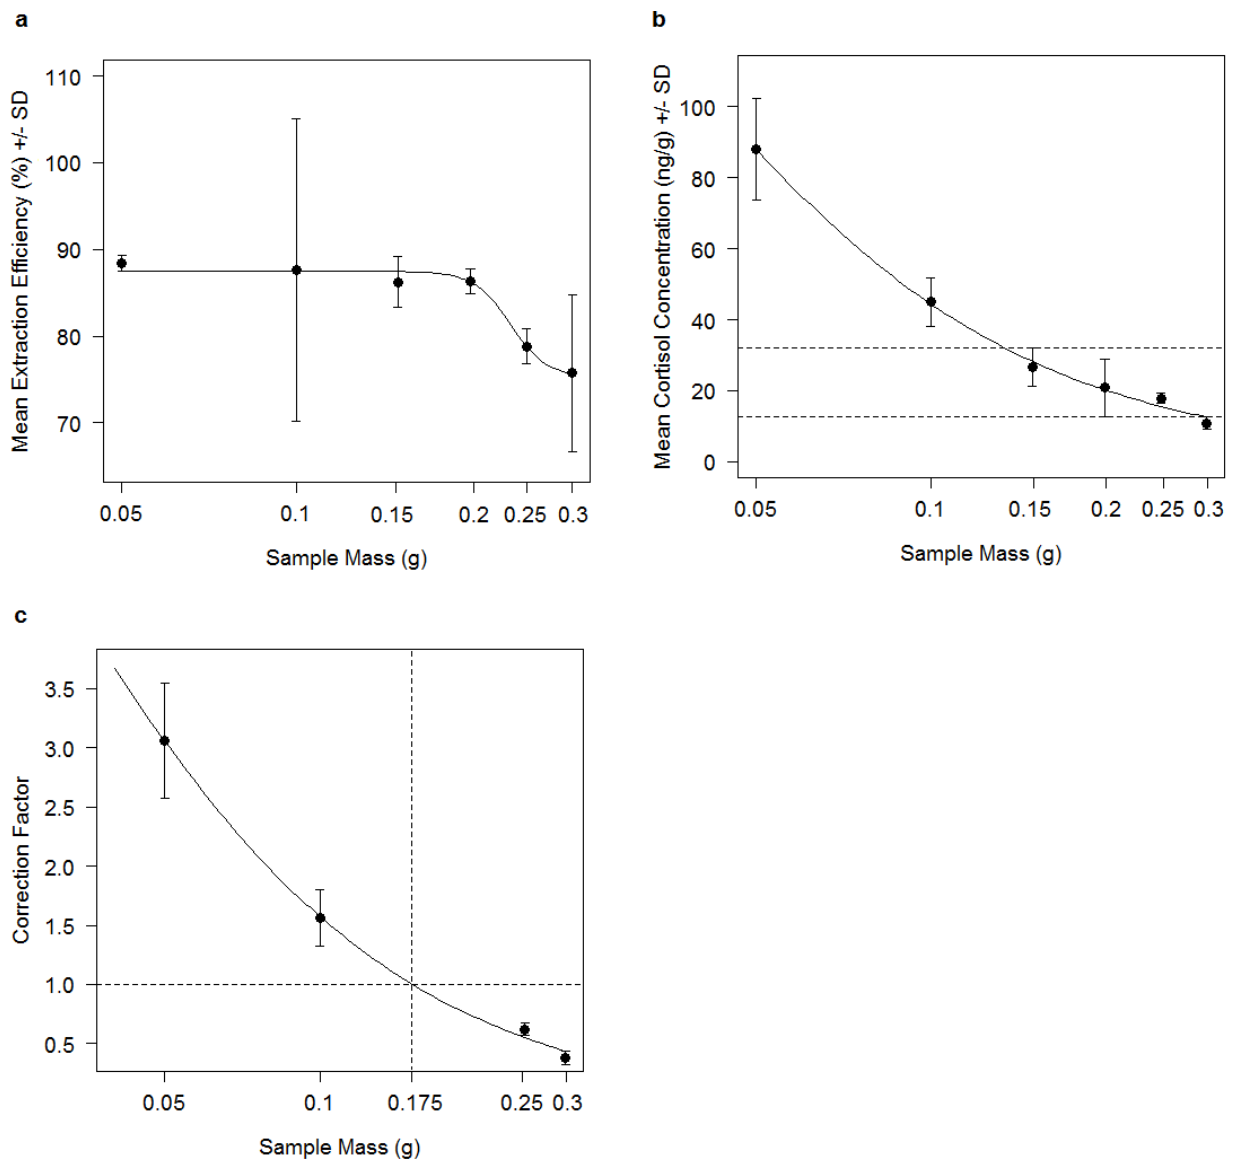 a
Mean Extraction Efficiency (%) +/- SD
110
100
90
80
70
0.05 0.1 0.15 0.2 0.25 0.3
Sample Mass (g)
b
Mean Cortisol Concentration (ng/g) +/- SD
100
80
60
40
20
0
0.05 0.1 0.15 0.2 0.25 0.3
Sample Mass (g)
c
Correction Factor
3.5
3.0
2.5
2.0
1.5
1.0
0.5
0.05 0.1 0.175 0.25 0.3
Sample Mass (g)